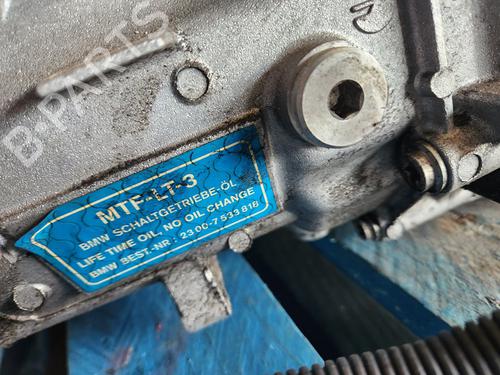 B-PARTS
MTF-LT-3
BMW SCHALTGETRIEBE-ÖL
LIFE TIME OIL, NO OIL CHANGE
BMW BEST.-NR.: 23 00-7 533 818